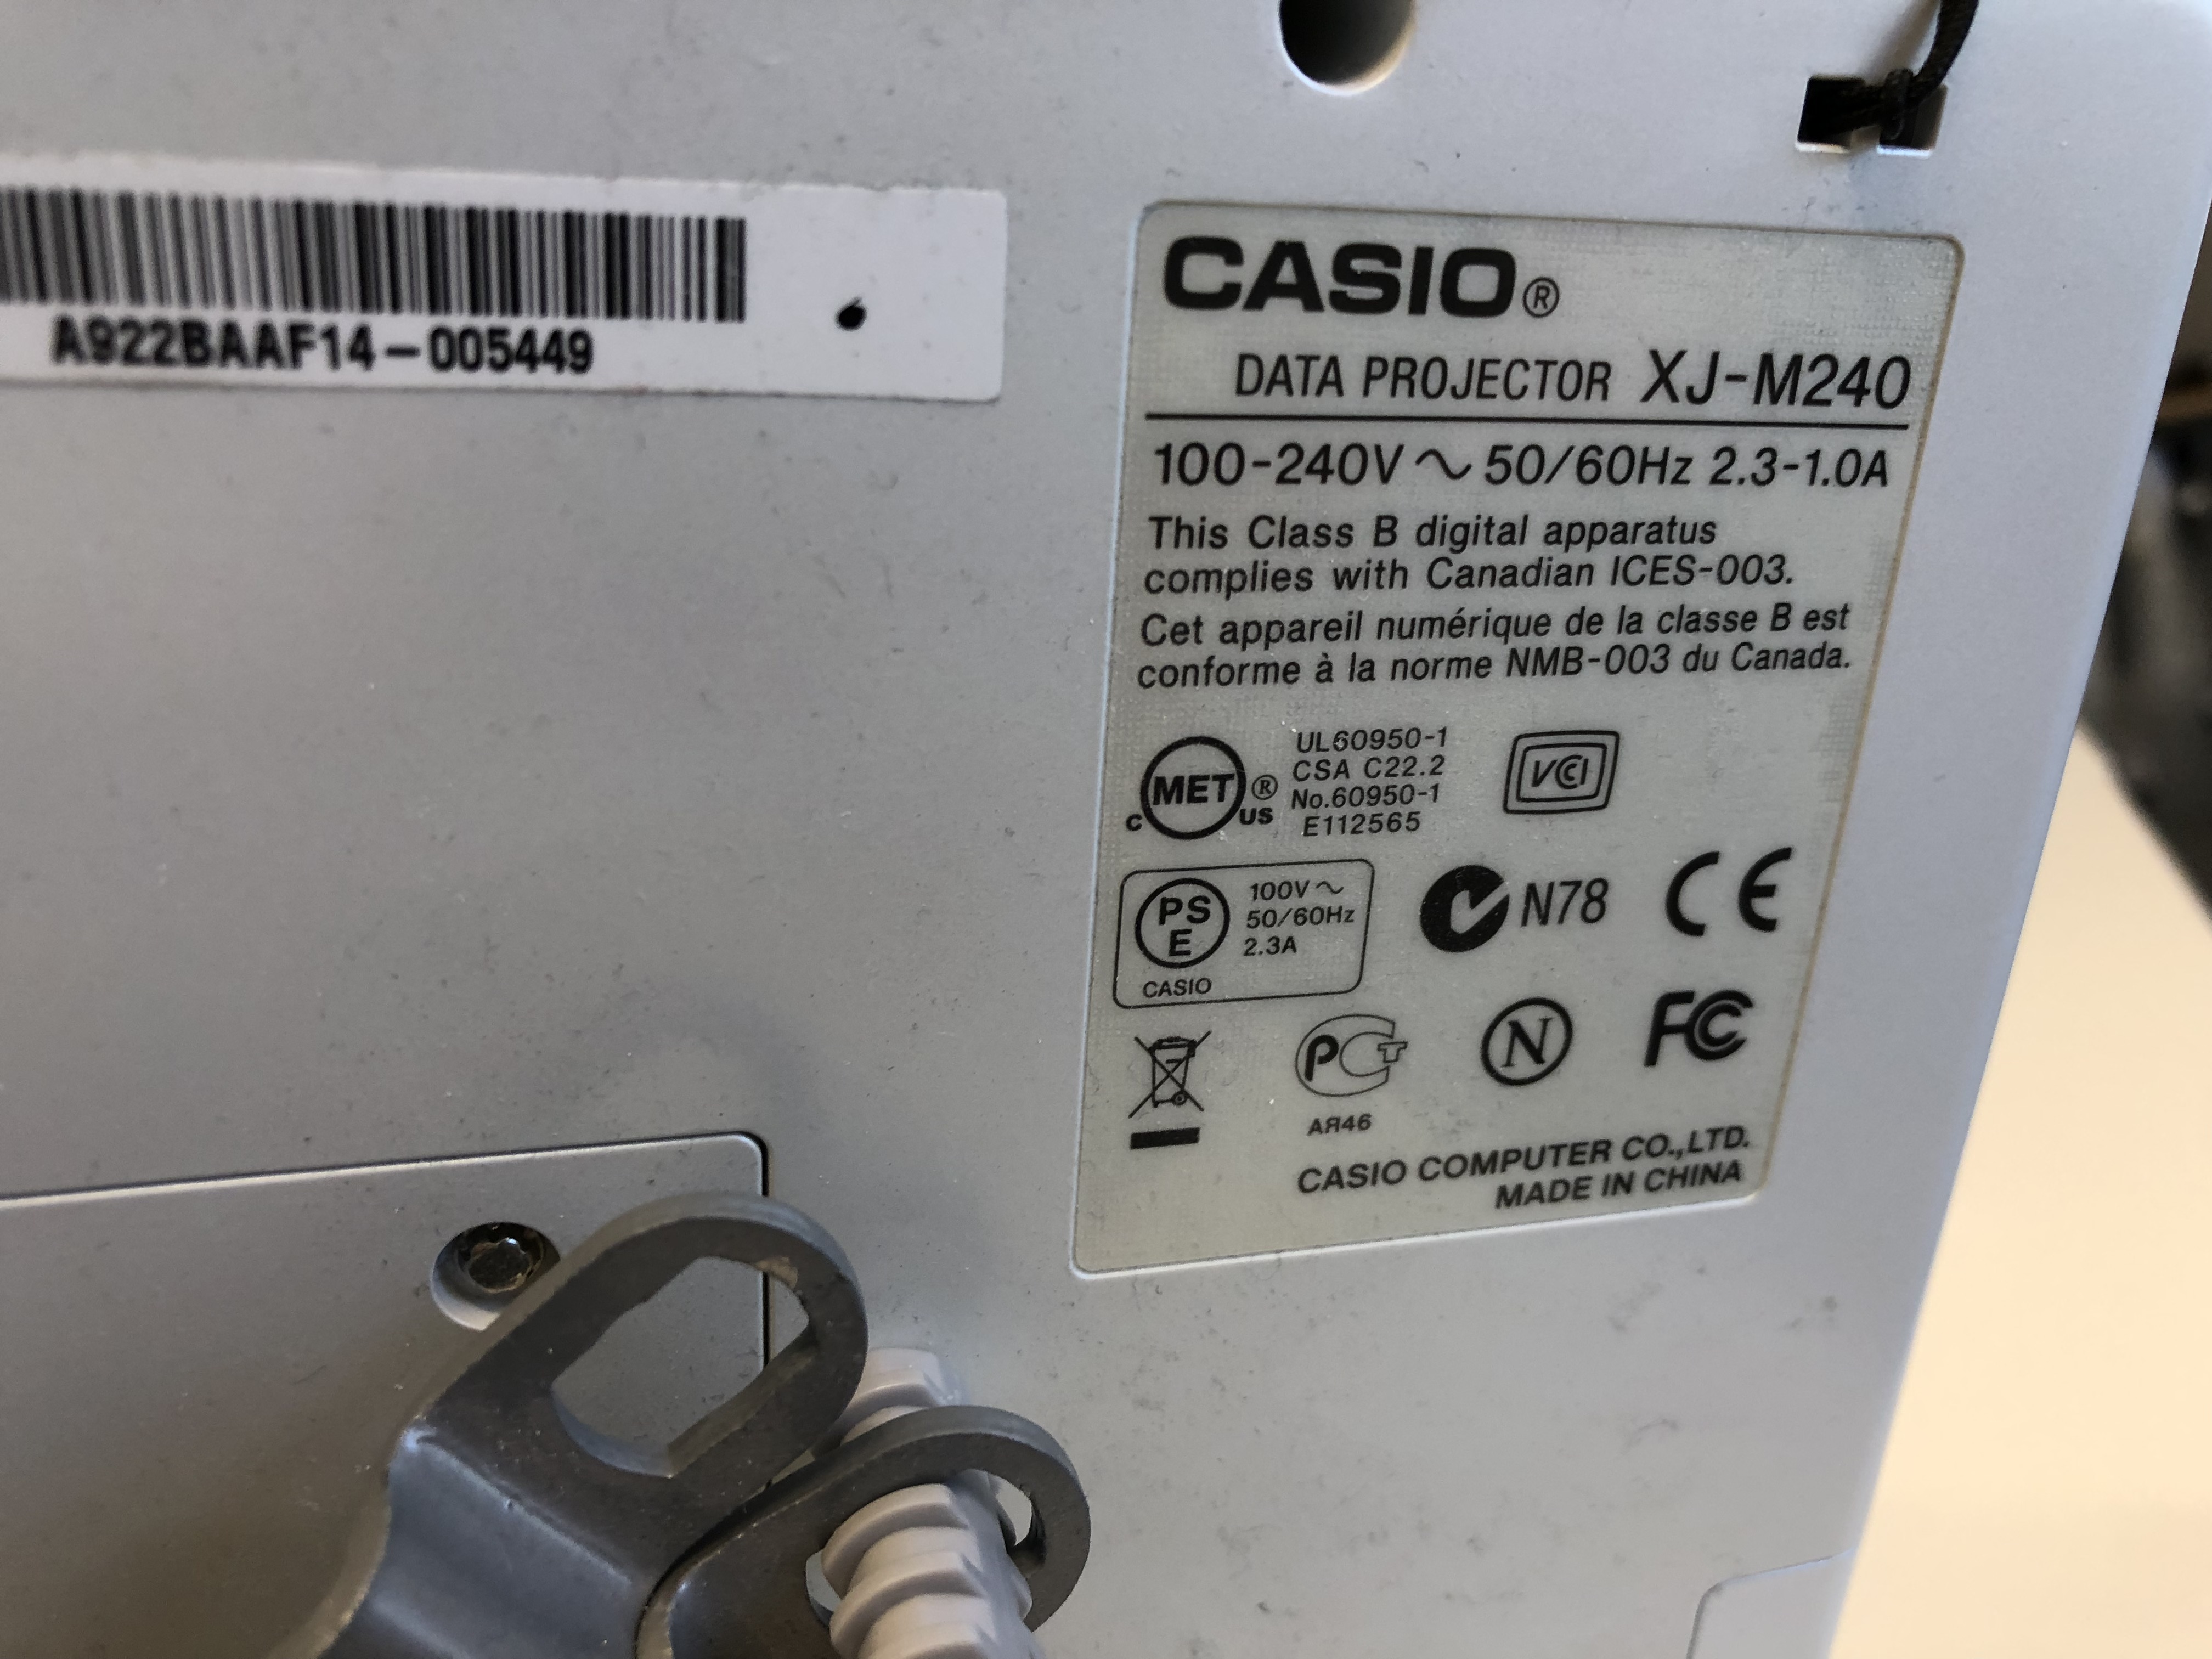 A922BAAF14-005449
CASIO®
DATA PROJECTOR XJ-M240
100-240V ~ 50/60Hz 2.3-1.0A
This Class B digital apparatus
complies with Canadian ICES-003.
Cet appareil numérique de la classe B est
conforme à la norme NMB-003 du Canada.
C MET ® US
UL60950-1
CSA C22.2
No.60950-1
E112565
VCI
PS
E
100V ~
50/60Hz
2.3A
CASIO
N78
CE
РСТ
АЯ46
N
FC
CASIO COMPUTER CO.,LTD.
MADE IN CHINA